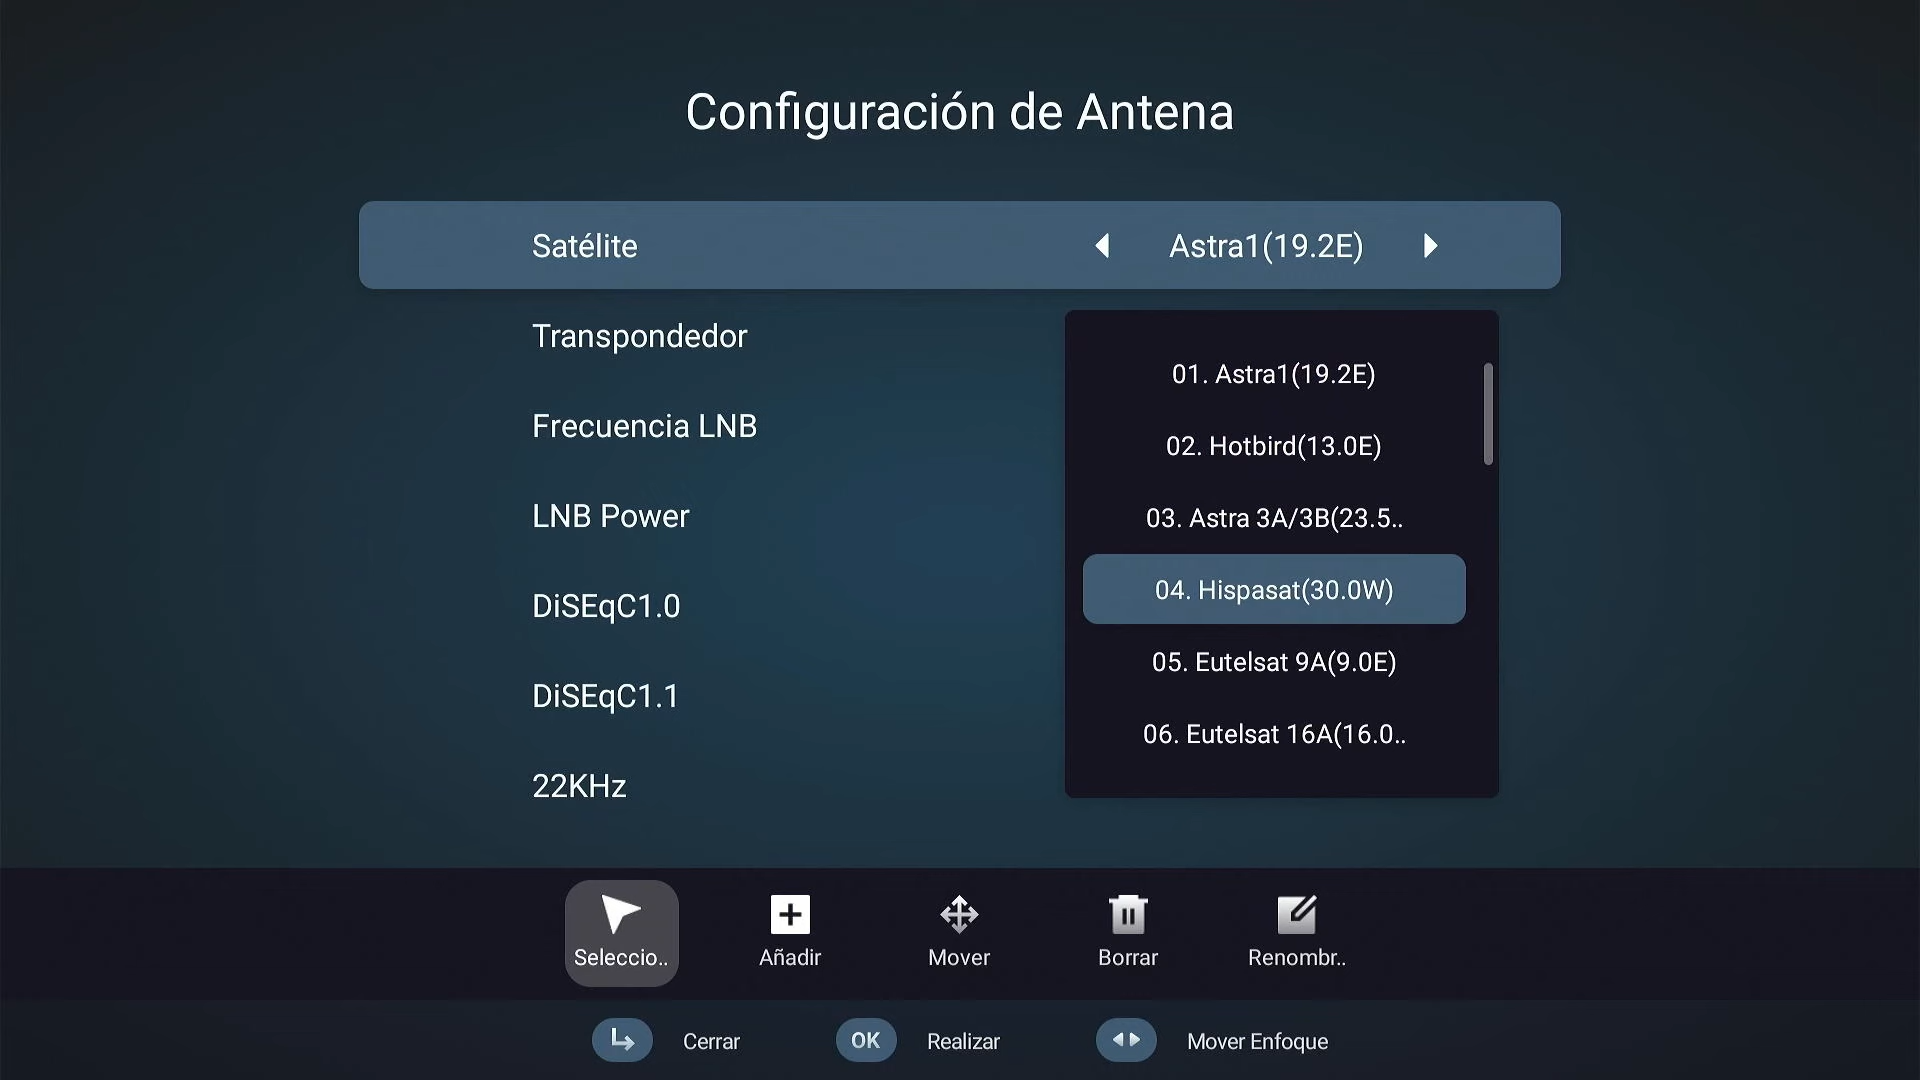 Configuración de Antena
Satélite
Astra1(19.2E)
Transpondedor
Frecuencia LNB
LNB Power
DiSEqC1.0
DiSEqC1.1
22KHz
01. Astra1(19.2E)
02. Hotbird(13.0E)
03. Astra 3A/3B(23.5..
04. Hispasat(30.0W)
05. Eutelsat 9A(9.0E)
06. Eutelsat 16A(16.0..
Seleccio..
Añadir
Mover
Borrar
Renombr..
Cerrar
OK
Realizar
Mover Enfoque